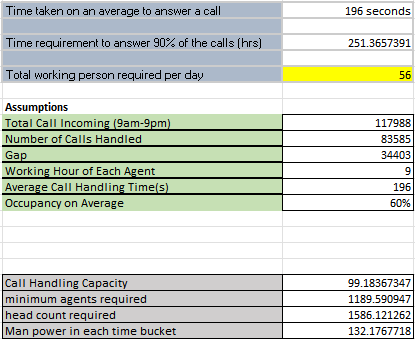 Time taken on an average to answer a call 196 seconds
Time requirement to answer 90% of the calls (hrs) 251.3657391
Total working person required per day 56
Assumptions
Total Call Incoming (9am-9pm) 117988
Number of Calls Handled 83585
Gap 34403
Working Hour of Each Agent 9
Average Call Handling Time(s) 196
Occupancy on Average 60%
Call Handling Capacity 99.18367347
minimum agents required 1189.590947
head count required 1586.121262
Man power in each time bucket 132.1767718